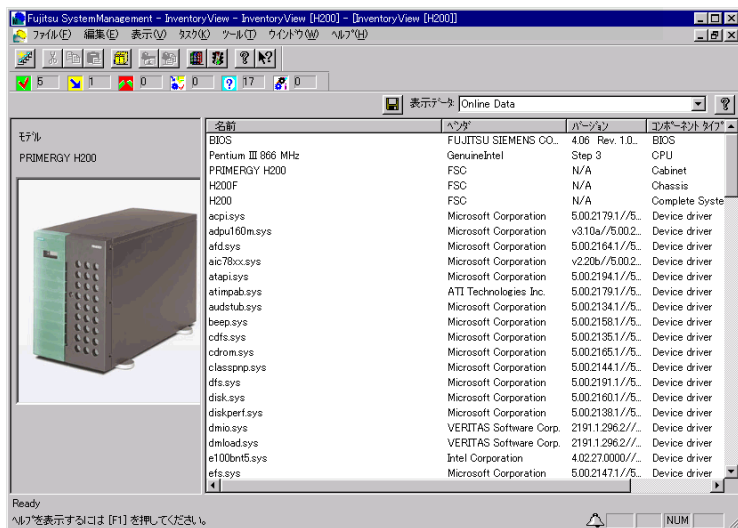 Fujitsu SystemManagement - InventoryView - InventoryView [H200] - [InventoryView [H200]]
ファイル(F) 編集(E) 表示(V) タスク(K) ツール(T) ウインドウ(W) ヘルプ(H)
5 1 0 0 17 0
表示データ: Online Data
モデル
PRIMERGY H200
名前 ベンダ バージョン コンポーネント タイプ
BIOS FUJITSU SIEMENS CO... 4.06 Rev. 1.0... BIOS
Pentium III 866 MHz GenuineIntel Step 3 CPU
PRIMERGY H200 FSC N/A Cabinet
H200F FSC N/A Chassis
H200 FSC N/A Complete Syste
acpi.sys Microsoft Corporation 5.00.2179.1//5... Device driver
adpu160m.sys Microsoft Corporation v3.10a//5.00.2... Device driver
afd.sys Microsoft Corporation 5.00.2164.1//5... Device driver
aic78xx.sys Microsoft Corporation v2.20b//5.00.2... Device driver
atapi.sys Microsoft Corporation 5.00.2194.1//5... Device driver
atimpab.sys ATI Technologies Inc. 5.00.2179.1//5... Device driver
audstub.sys Microsoft Corporation 5.00.2134.1//5... Device driver
beep.sys Microsoft Corporation 5.00.2158.1//5... Device driver
cdfs.sys Microsoft Corporation 5.00.2135.1//5... Device driver
cdrom.sys Microsoft Corporation 5.00.2165.1//5... Device driver
classpnp.sys Microsoft Corporation 5.00.2144.1//5... Device driver
dfs.sys Microsoft Corporation 5.00.2191.1//5... Device driver
disk.sys Microsoft Corporation 5.00.2160.1//5... Device driver
diskperf.sys Microsoft Corporation 5.00.2138.1//5... Device driver
dmio.sys VERITAS Software Corp. 2191.1.296.2//... Device driver
dmload.sys VERITAS Software Corp. 2191.1.296.2//... Device driver
e100bnt5.sys Intel Corporation 4.02.27.0000//... Device driver
efs.sys Microsoft Corporation 5.00.2147.1//5... Device driver
Ready
ヘルプを表示するには [F1] を押してください。 NUM